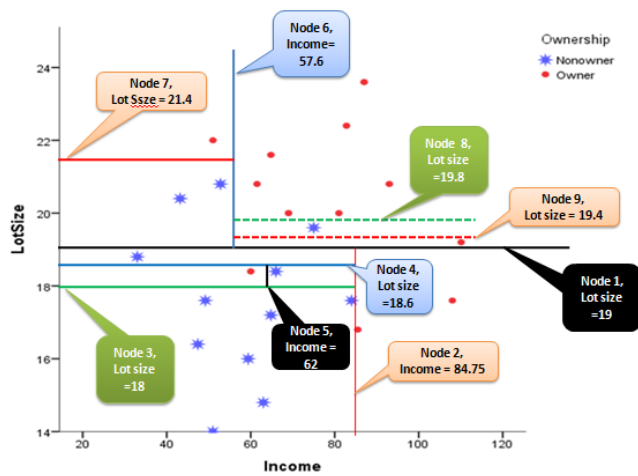 Node 6,
Income=
57.6
Ownership
Nonowner
Owner
Node 7,
Lot Ssze = 21.4
Node 8,
Lot size
=19.8
Node 9,
Lot size = 19.4
Node 4,
Lot size
=18.6
Node 1,
Lot size
=19
Node 3,
Lot size
=18
Node 5,
Income =
62
Node 2,
Income = 84.75
LotSize
24
22
20
18
16
14
20
40
60
80
100
120
Income